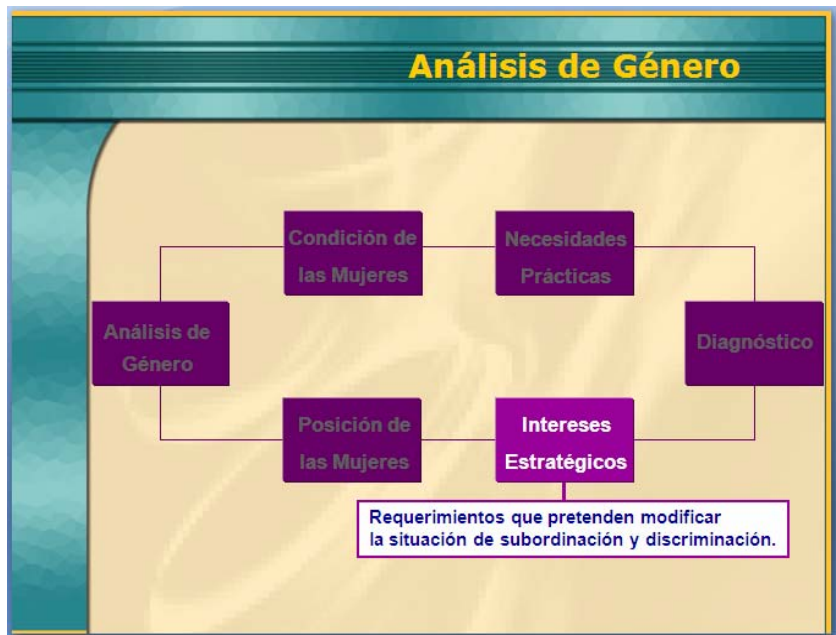 Análisis de Género
Condición de
las Mujeres
Necesidades
Prácticas
Análisis de
Género
Diagnóstico
Posición de
las Mujeres
Intereses
Estratégicos
Requerimientos que pretenden modificar
la situación de subordinación y discriminación.